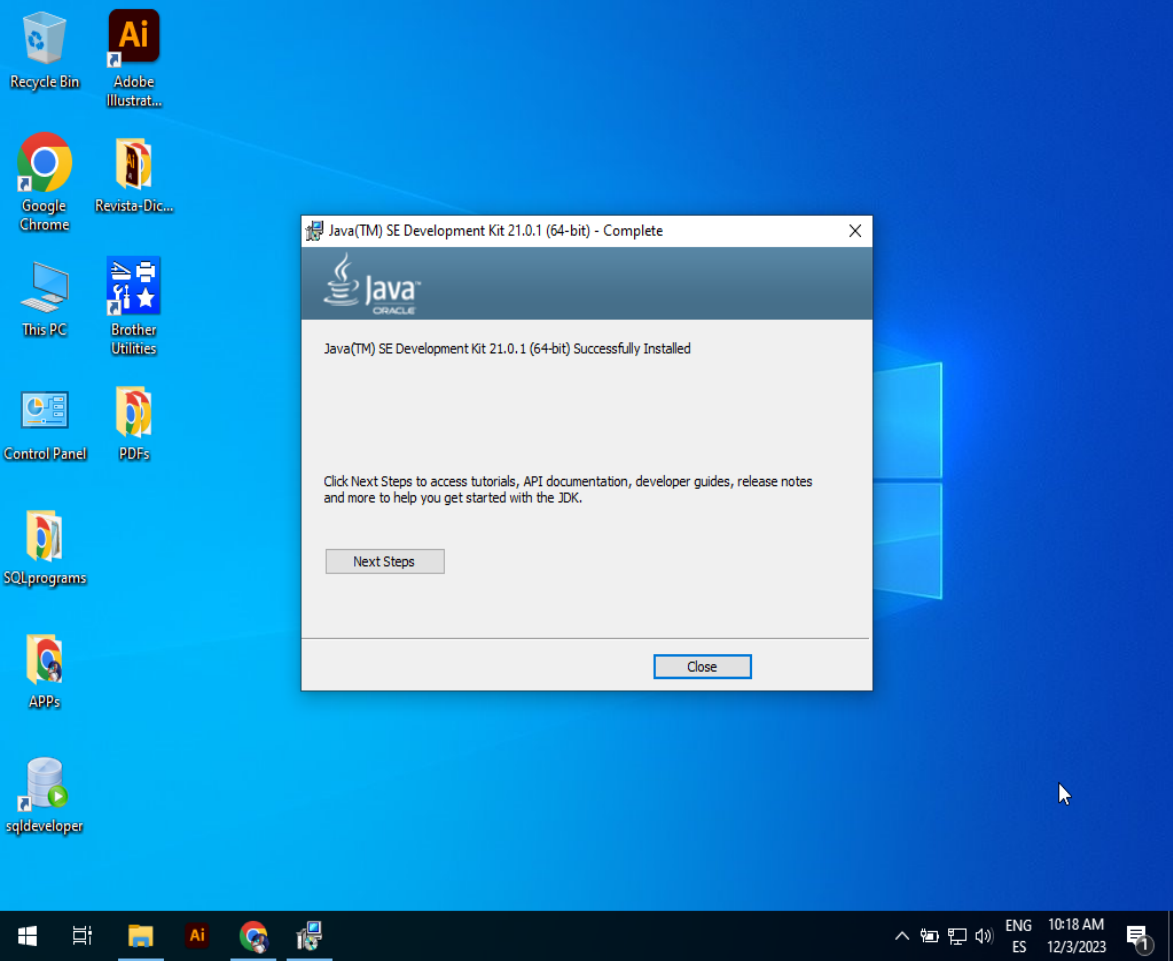 Recycle Bin
Ai
Adobe
Illustrat...
Google
Chrome
Revista-Dic...
This PC
Brother
Utilities
Control Panel
PDFs
SQLprograms
APPs
sqldeveloper
Java(TM) SE Development Kit 21.0.1 (64-bit) - Complete
Java™
ORACLE
Java(TM) SE Development Kit 21.0.1 (64-bit) Successfully Installed
Click Next Steps to access tutorials, API documentation, developer guides, release notes
and more to help you get started with the JDK.
Next Steps
Close
Ai
ENG
ES
10:18 AM
12/3/2023
1